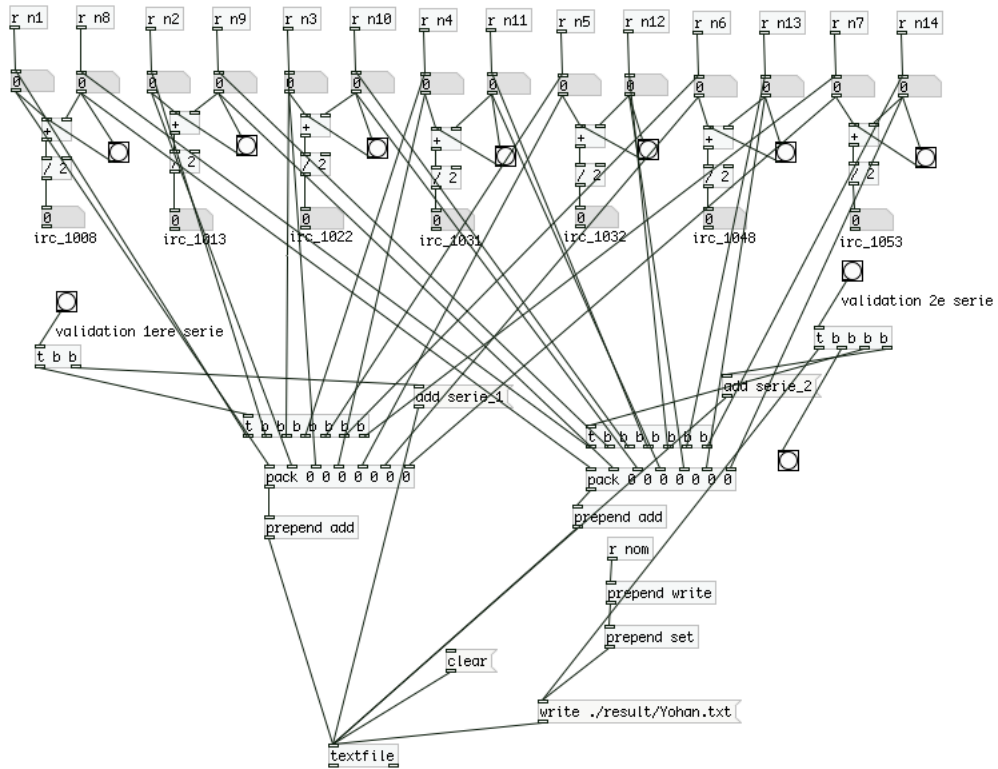 r n1 r n8 r n2 r n9 r n3 r n10 r n4 r n11 r n5 r n12 r n6 r n13 r n7 r n14
0 0 0 0 0 0 0 0 0 0 0 0 0 0
+ + + + + + +
/ 2 / 2 / 2 / 2 / 2 / 2 / 2
0 0 0 0 0 0 0
irc_1008 irc_1013 irc_1022 irc_1031 irc_1032 irc_1048 irc_1053
validation 2e serie
validation 1ere serie
t b b b b
t b b
add serie_2
add serie_1
t b b b b b b b
t b b b b b b b
pack 0 0 0 0 0 0 0
pack 0 0 0 0 0 0 0
prepend add
prepend add
r nom
prepend write
prepend set
clear
write ./result/Yohan.txt
textfile